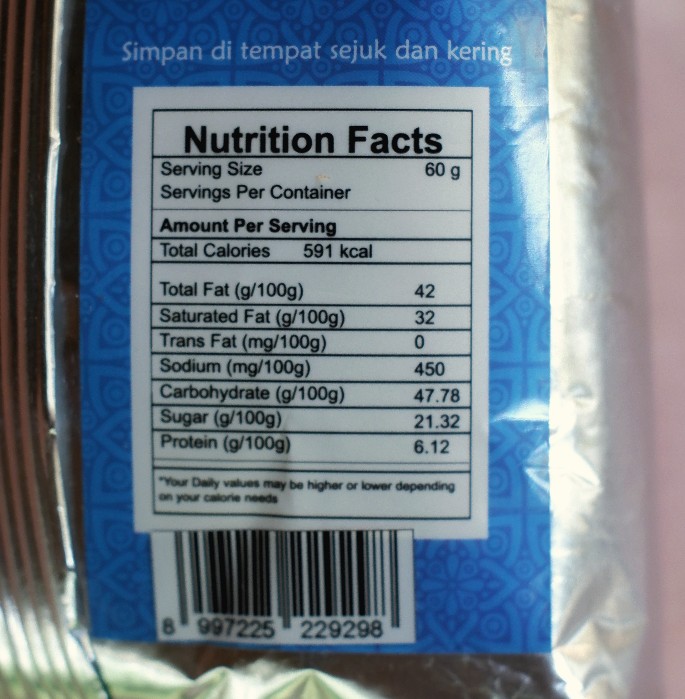 Simpan di tempat sejuk dan kering
Nutrition Facts
Serving Size 60 g
Servings Per Container
Amount Per Serving
Total Calories 591 kcal
Total Fat (g/100g) 42
Saturated Fat (g/100g) 32
Trans Fat (mg/100g) 0
Sodium (mg/100g) 450
Carbohydrate (g/100g) 47.78
Sugar (g/100g) 21.32
Protein (g/100g) 6.12
*Your Daily values may be higher or lower depending
on your calorie needs
8 997225 229298